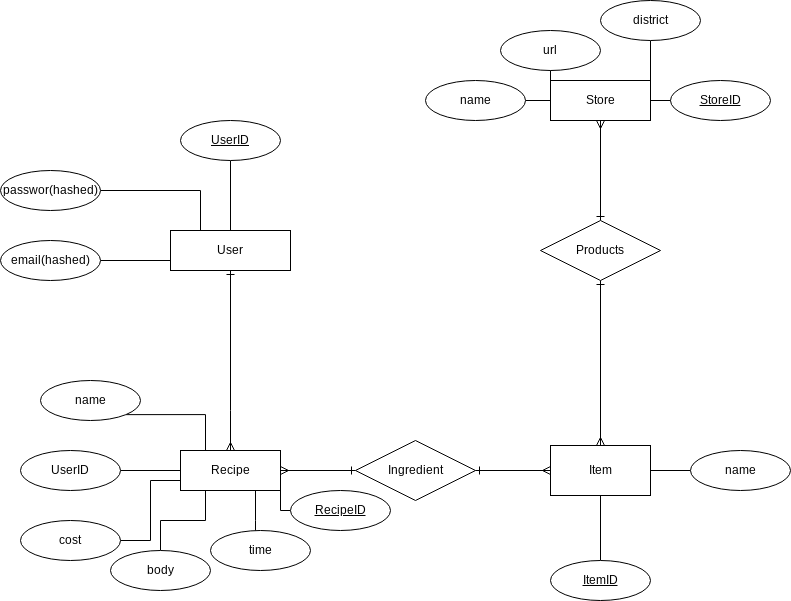 district
url
name
Store
StoreID
UserID
passwor(hashed)
User
Products
email(hashed)
name
UserID
Recipe
Ingredient
Item
name
RecipeID
cost
time
body
ItemID